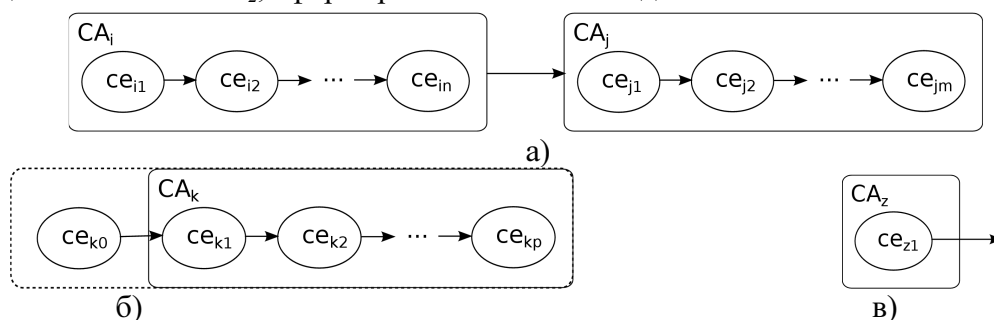 CAi CAj
cei1 cei2 ... cein cej1 cej2 ... cejm
а)
CAk CAz
cek0 cek1 cek2 ... cekp cez1
б) в)